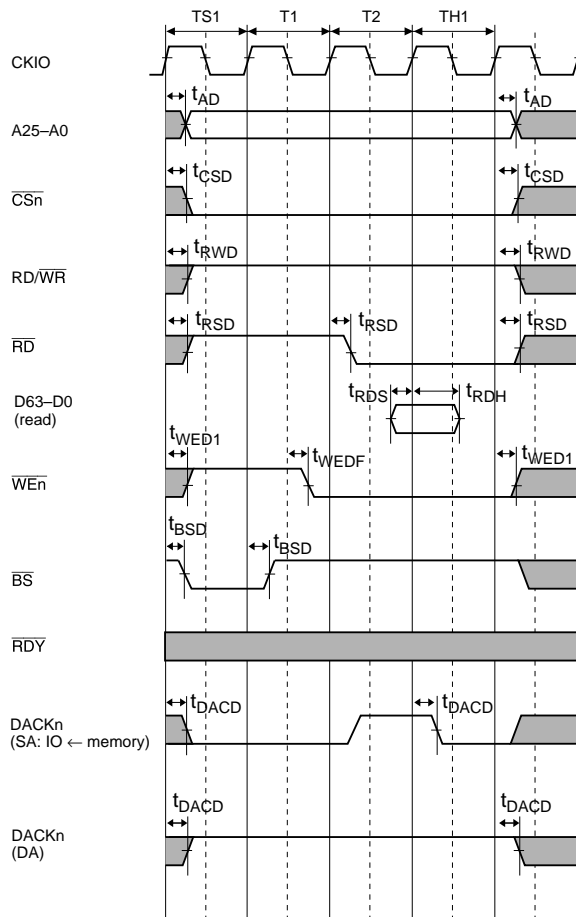 TS1 T1 T2 TH1
CKIO
tAD tAD
A25–A0
tCSD tCSD
CSn
tRWD tRWD
RD/WR
tRSD tRSD tRSD
RD
D63–D0
(read)
tRDS tRDH
tWED1 tWEDF tWED1
WEn
tBSD tBSD
BS
RDY
tDACD tDACD
DACKn
(SA: IO ← memory)
tDACD tDACD
DACKn
(DA)